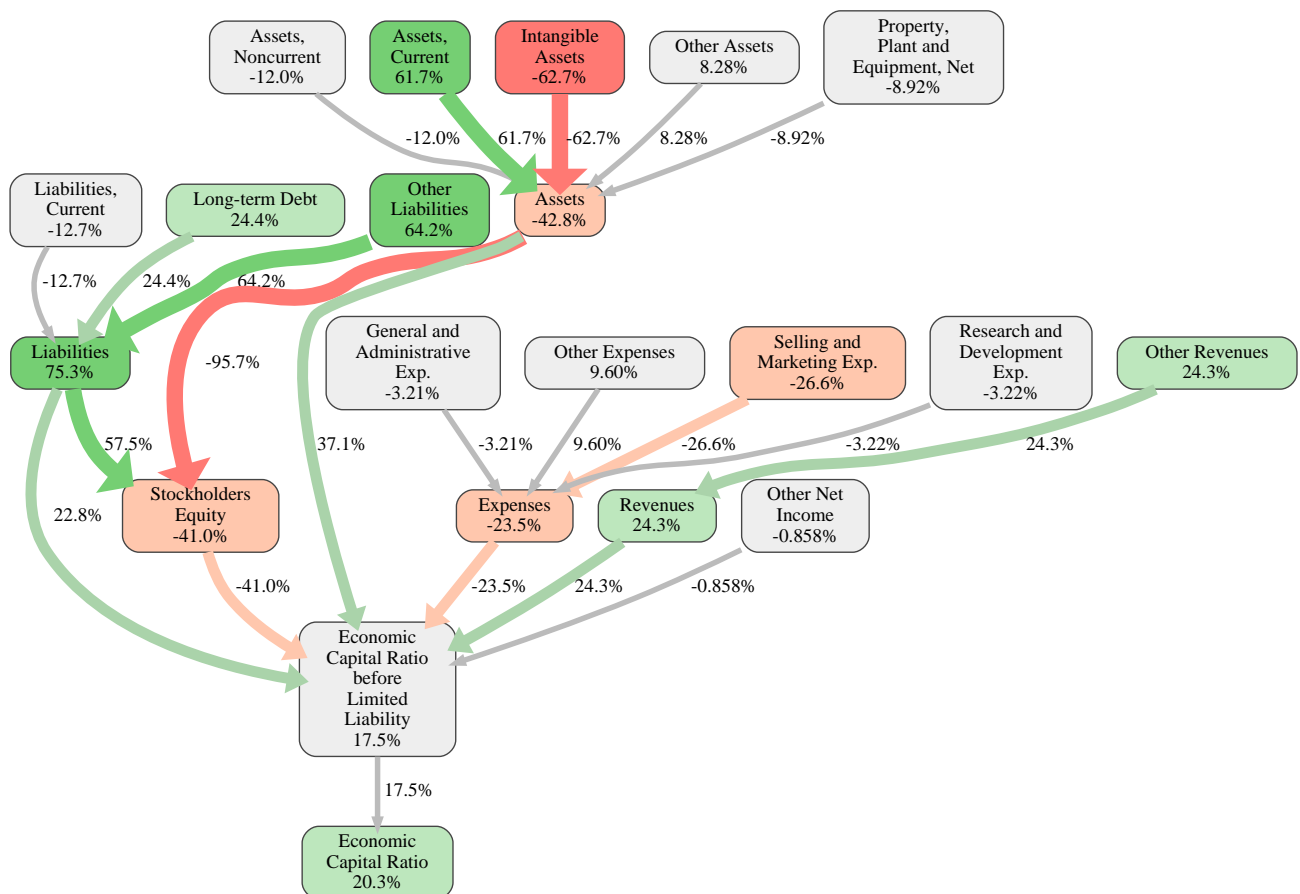 Assets,
Noncurrent
-12.0%
Assets,
Current
61.7%
Intangible
Assets
-62.7%
Other Assets
8.28%
Property,
Plant and
Equipment, Net
-8.92%
-12.0%
61.7%
-62.7%
8.28%
-8.92%
Liabilities,
Current
-12.7%
Long-term Debt
24.4%
Other
Liabilities
64.2%
Assets
-42.8%
-12.7%
24.4%
64.2%
Liabilities
75.3%
-95.7%
General and
Administrative
Exp.
-3.21%
Other Expenses
9.60%
Selling and
Marketing Exp.
-26.6%
Research and
Development
Exp.
-3.22%
Other Revenues
24.3%
57.5%
37.1%
-3.21%
9.60%
-26.6%
-3.22%
24.3%
22.8%
Stockholders
Equity
-41.0%
Expenses
-23.5%
Revenues
24.3%
Other Net
Income
-0.858%
-41.0%
-23.5%
24.3%
-0.858%
Economic
Capital Ratio
before
Limited
Liability
17.5%
17.5%
Economic
Capital Ratio
20.3%